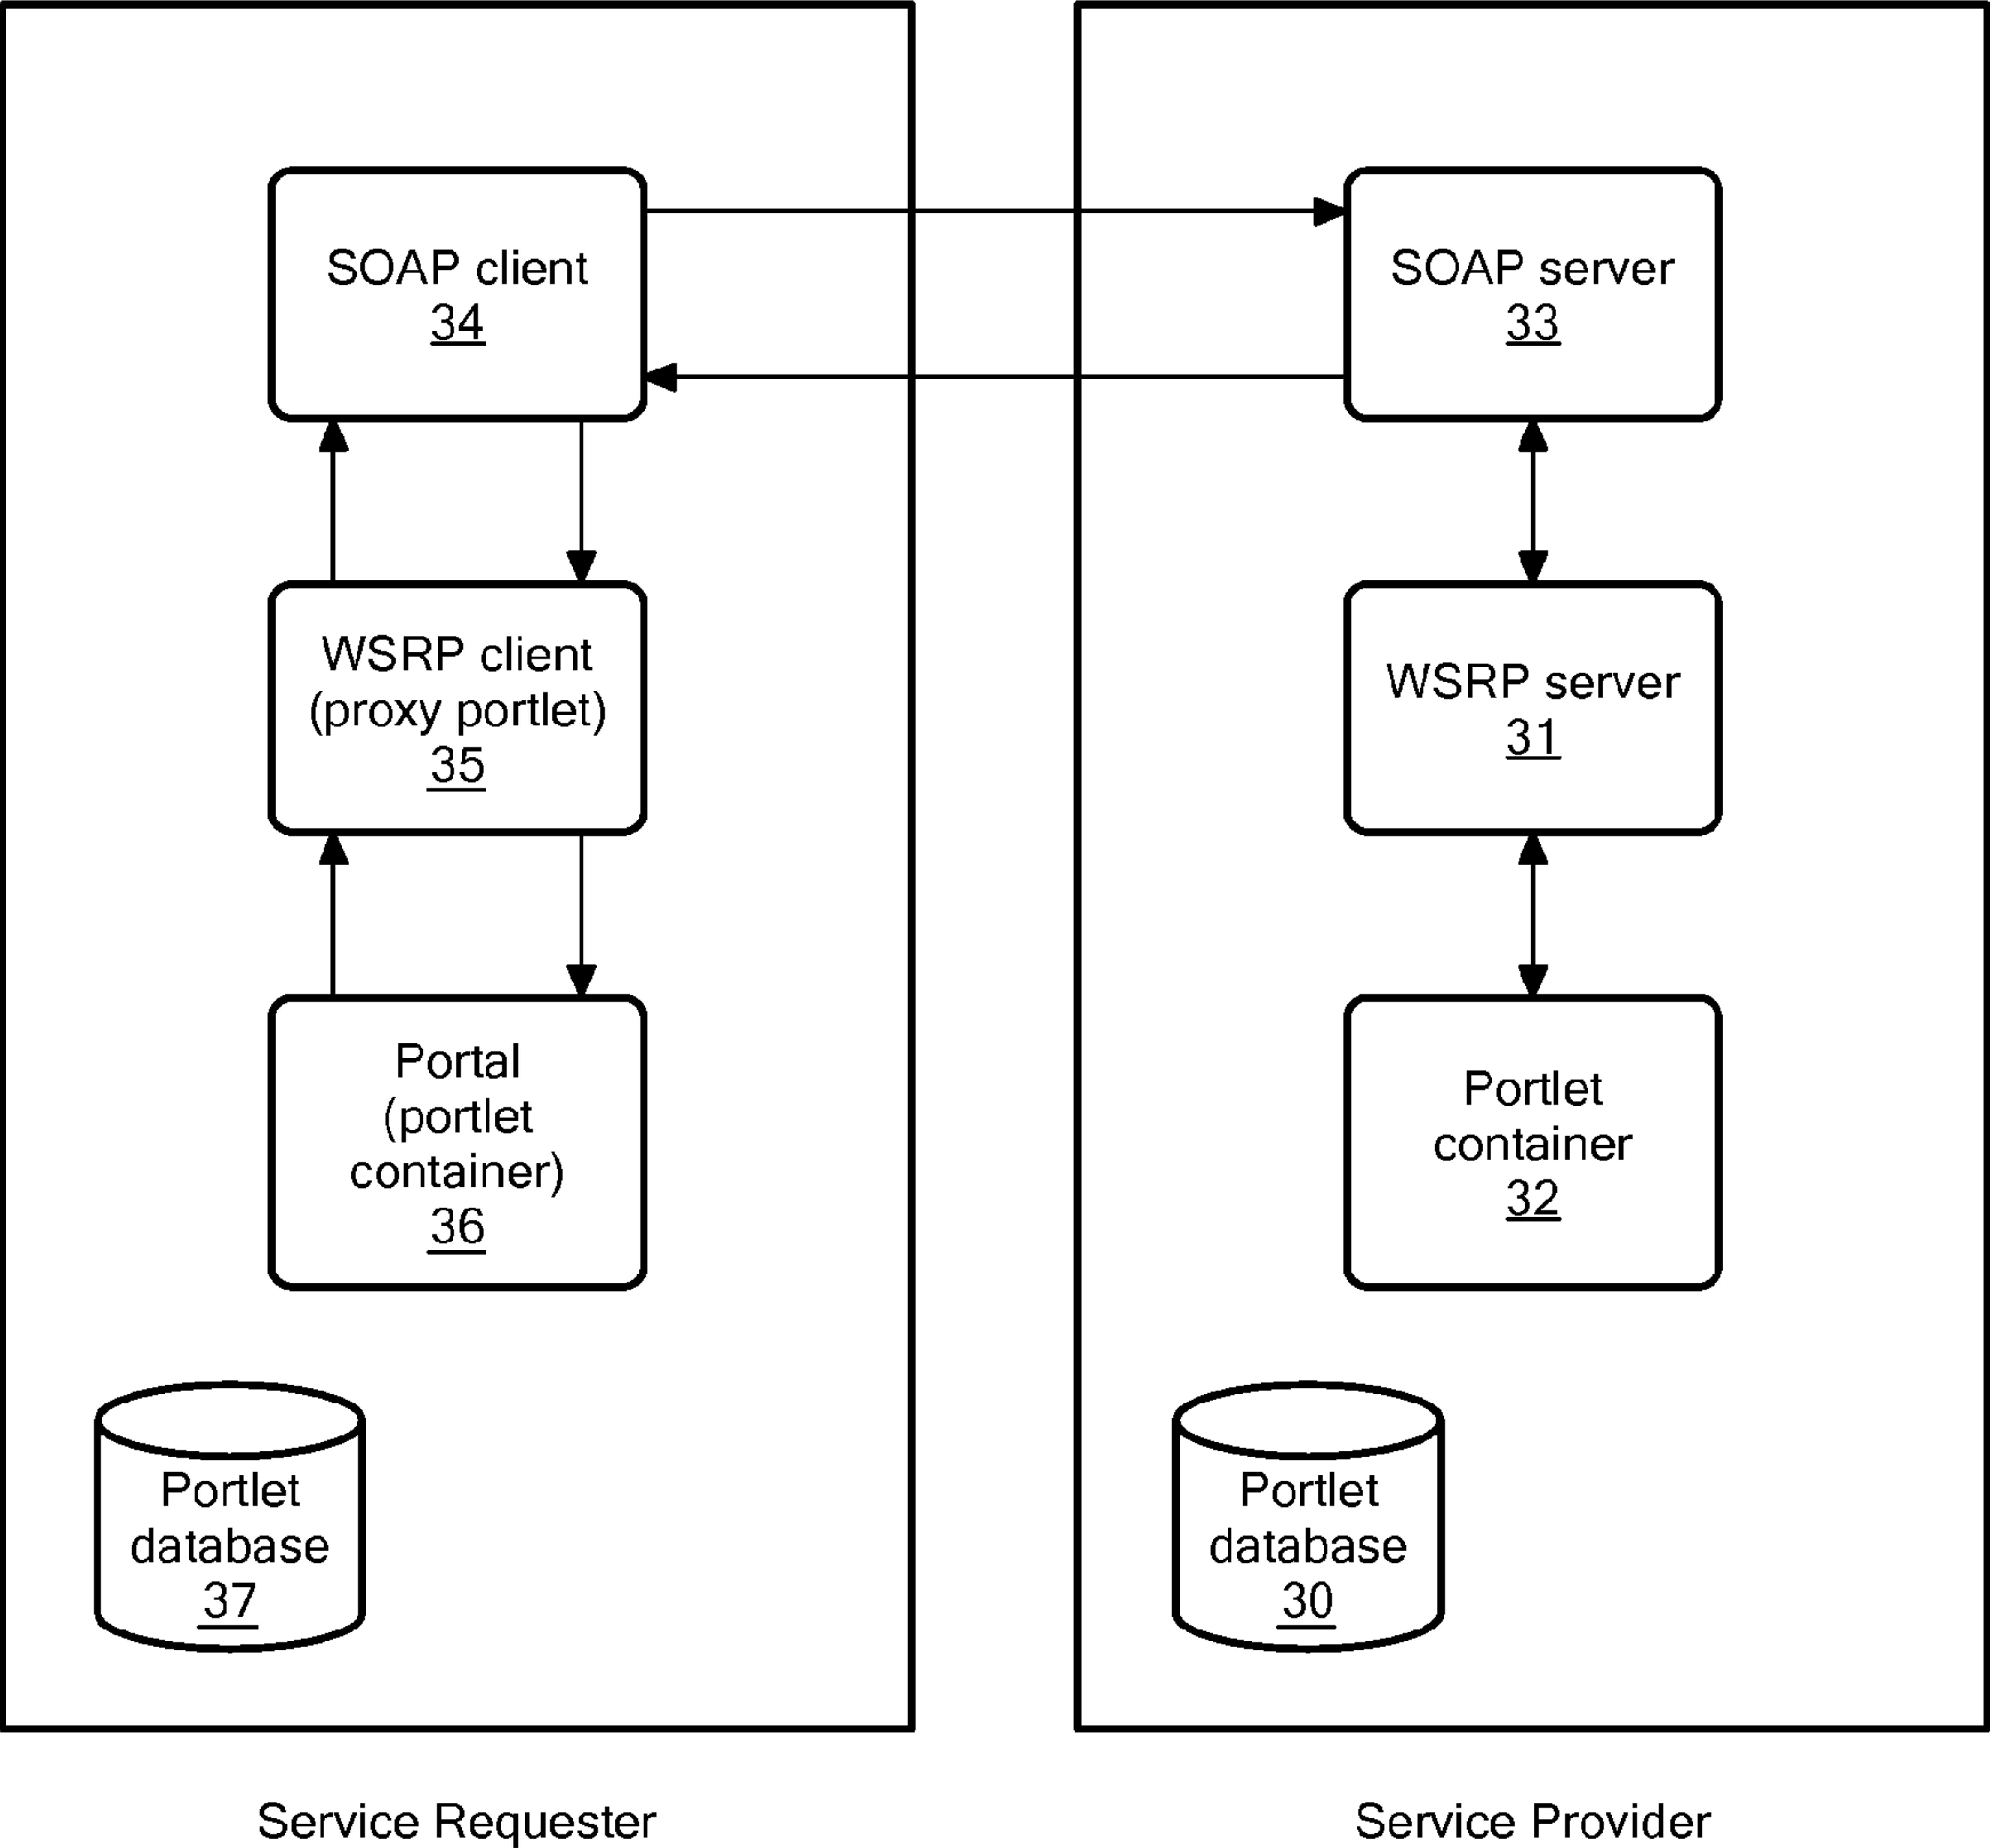 SOAP client
34
SOAP server
33
WSRP client
(proxy portlet)
35
WSRP server
31
Portal
(portlet
container)
36
Portlet
container
32
Portlet
database
37
Portlet
database
30
Service Requester
Service Provider